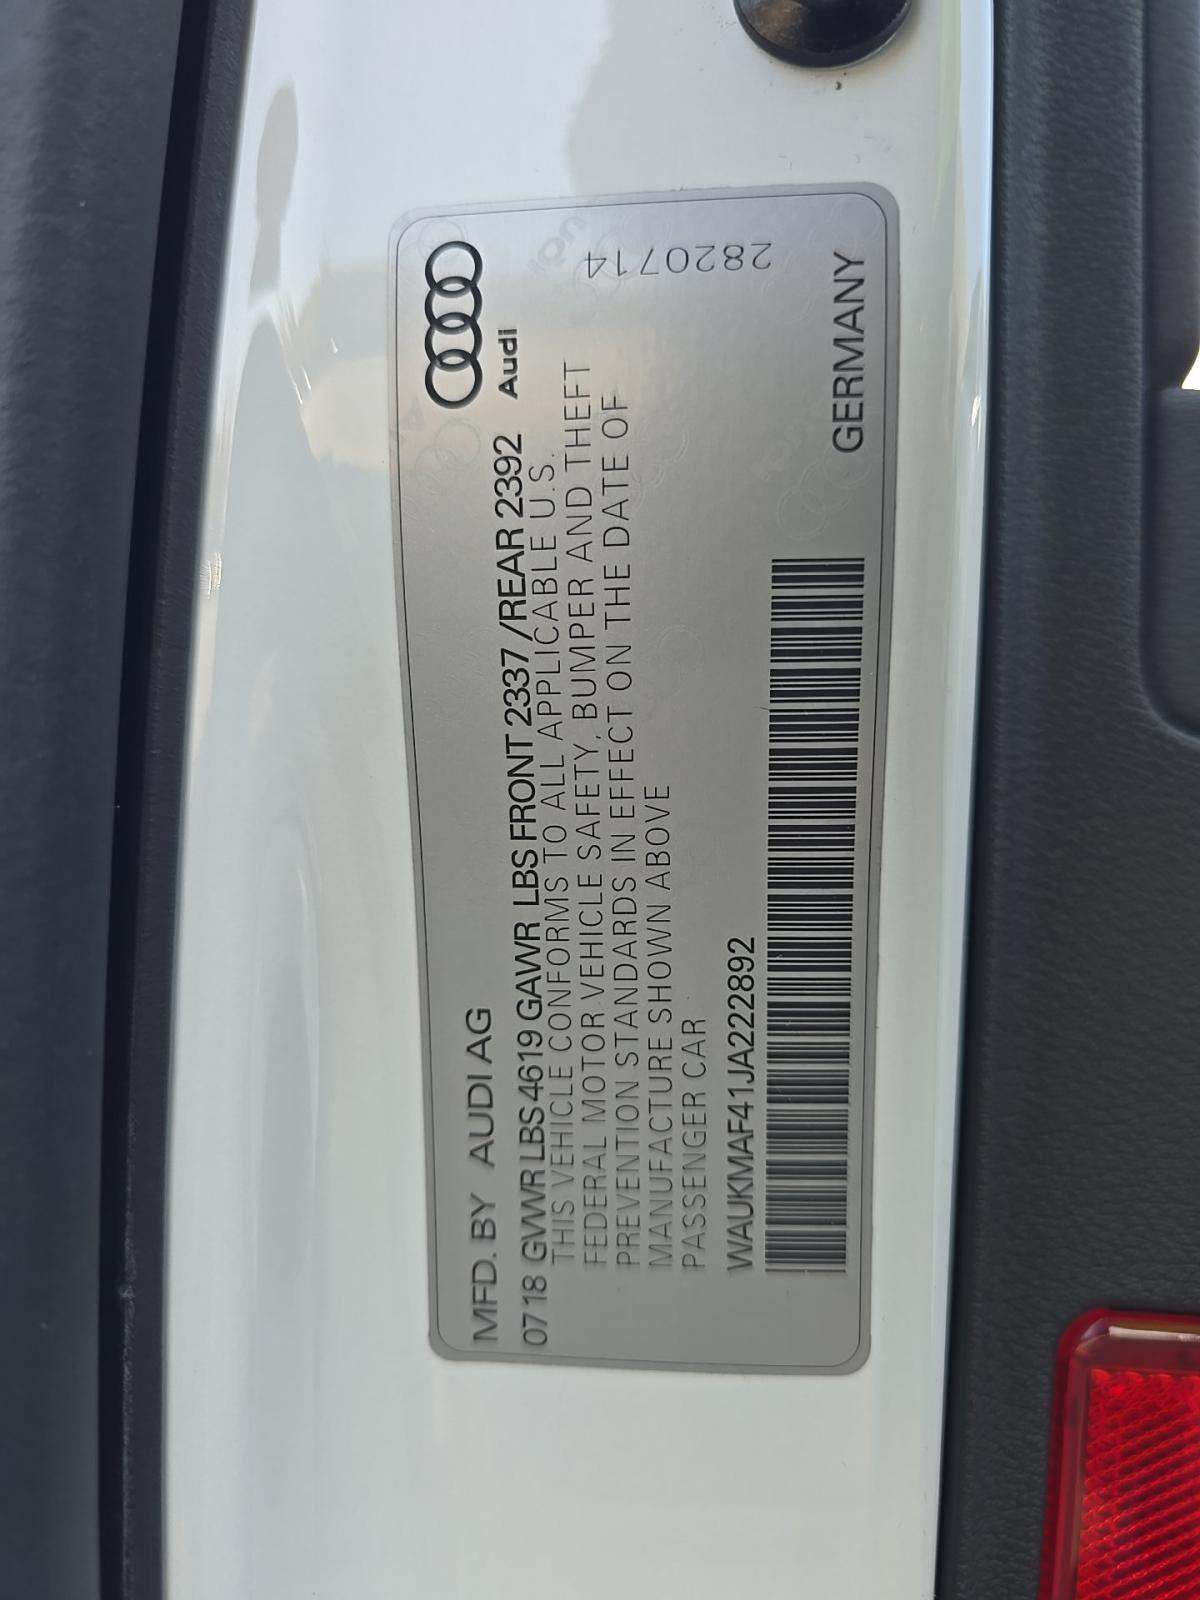 MFD. BY AUDI AG
Audi
0718 GVWR LBS 4619 GAWR LBS FRONT 2337 /REAR 2392
THIS VEHICLE CONFORMS TO ALL APPLICABLE U.S.
FEDERAL MOTOR VEHICLE SAFETY, BUMPER AND THEFT
PREVENTION STANDARDS IN EFFECT ON THE DATE OF
MANUFACTURE SHOWN ABOVE
PASSENGER CAR
2820714
WAUKMAF41JA222892
GERMANY